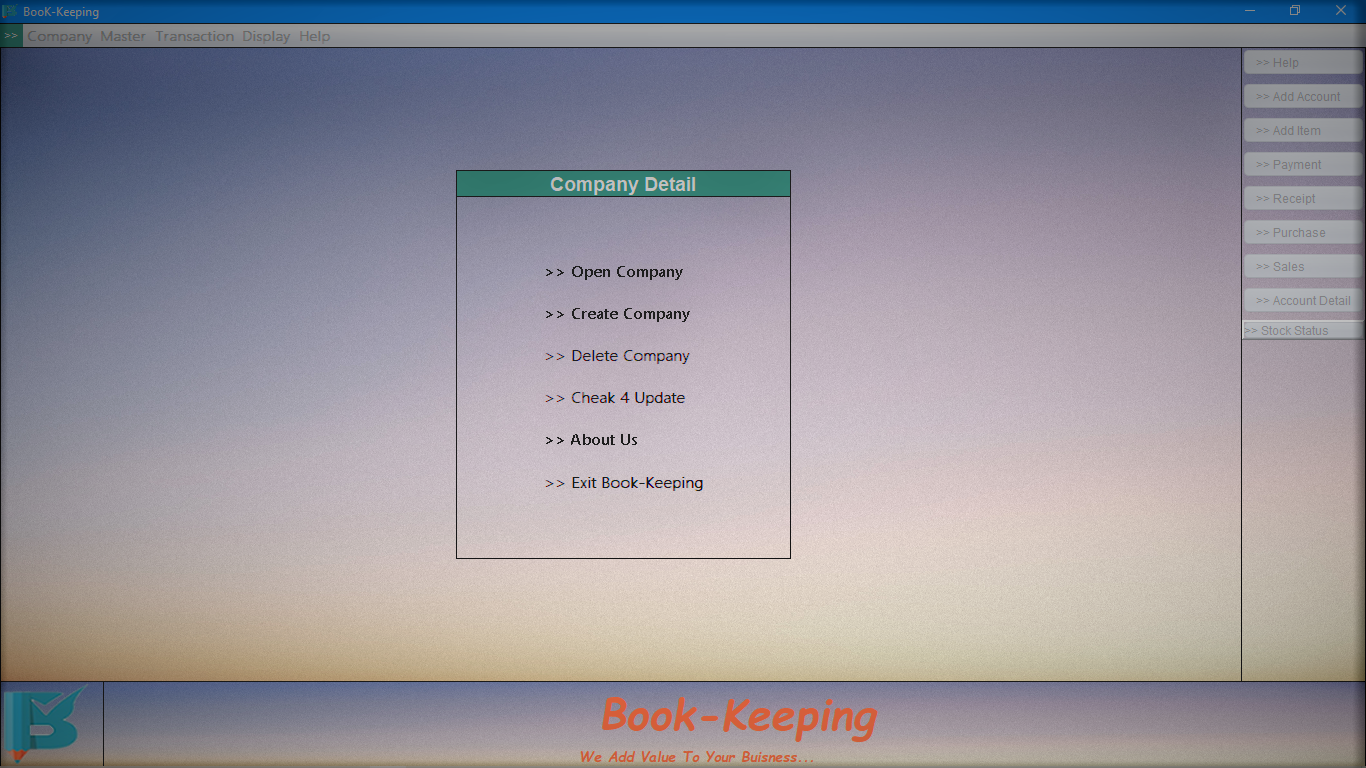 BooK-Keeping
>> Company Master Transaction Display Help
>> Help
>> Add Account
>> Add Item
>> Payment
>> Receipt
>> Purchase
>> Sales
>> Account Detail
>> Stock Status
Company Detail
>> Open Company
>> Create Company
>> Delete Company
>> Cheak 4 Update
>> About Us
>> Exit Book-Keeping
B
Book-Keeping
We Add Value To Your Buisness...